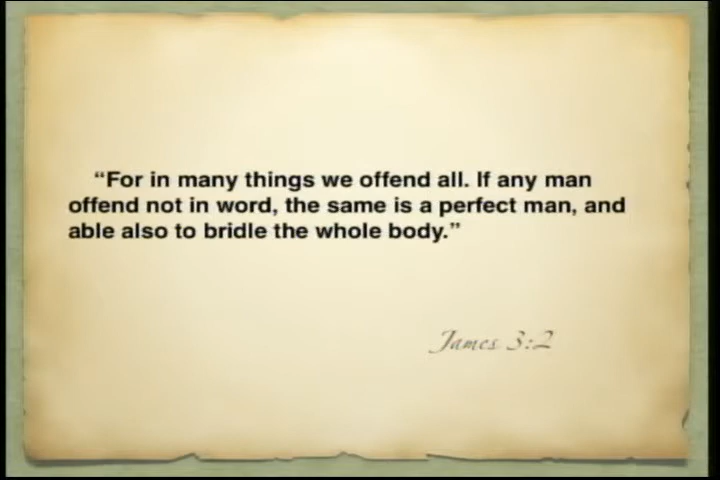 “For in many things we offend all. If any man
offend not in word, the same is a perfect man, and
able also to bridle the whole body.”
James 3:2